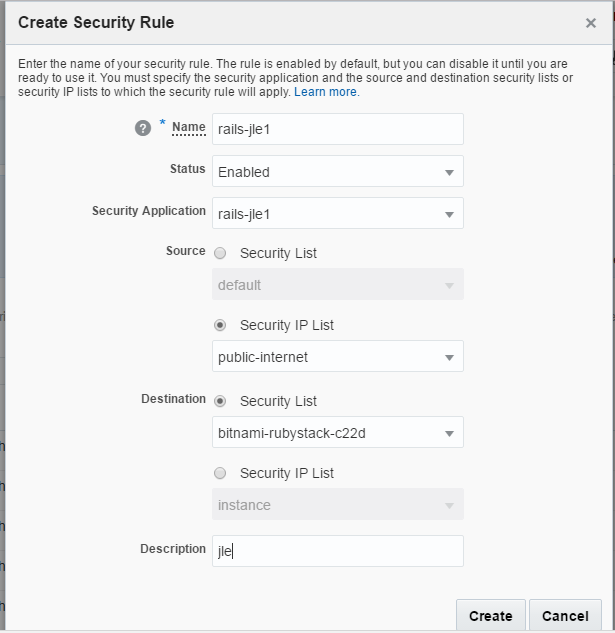 Create Security Rule ×
Enter the name of your security rule. The rule is enabled by default, but you can disable it until you are
ready to use it. You must specify the security application and the source and destination security lists or
security IP lists to which the security rule will apply. Learn more.
? * Name rails-jle1
Status Enabled
Security Application rails-jle1
Source Security List
default
Security IP List
public-internet
Destination Security List
bitnami-rubystack-c22d
Security IP List
instance
Description jle
Create Cancel